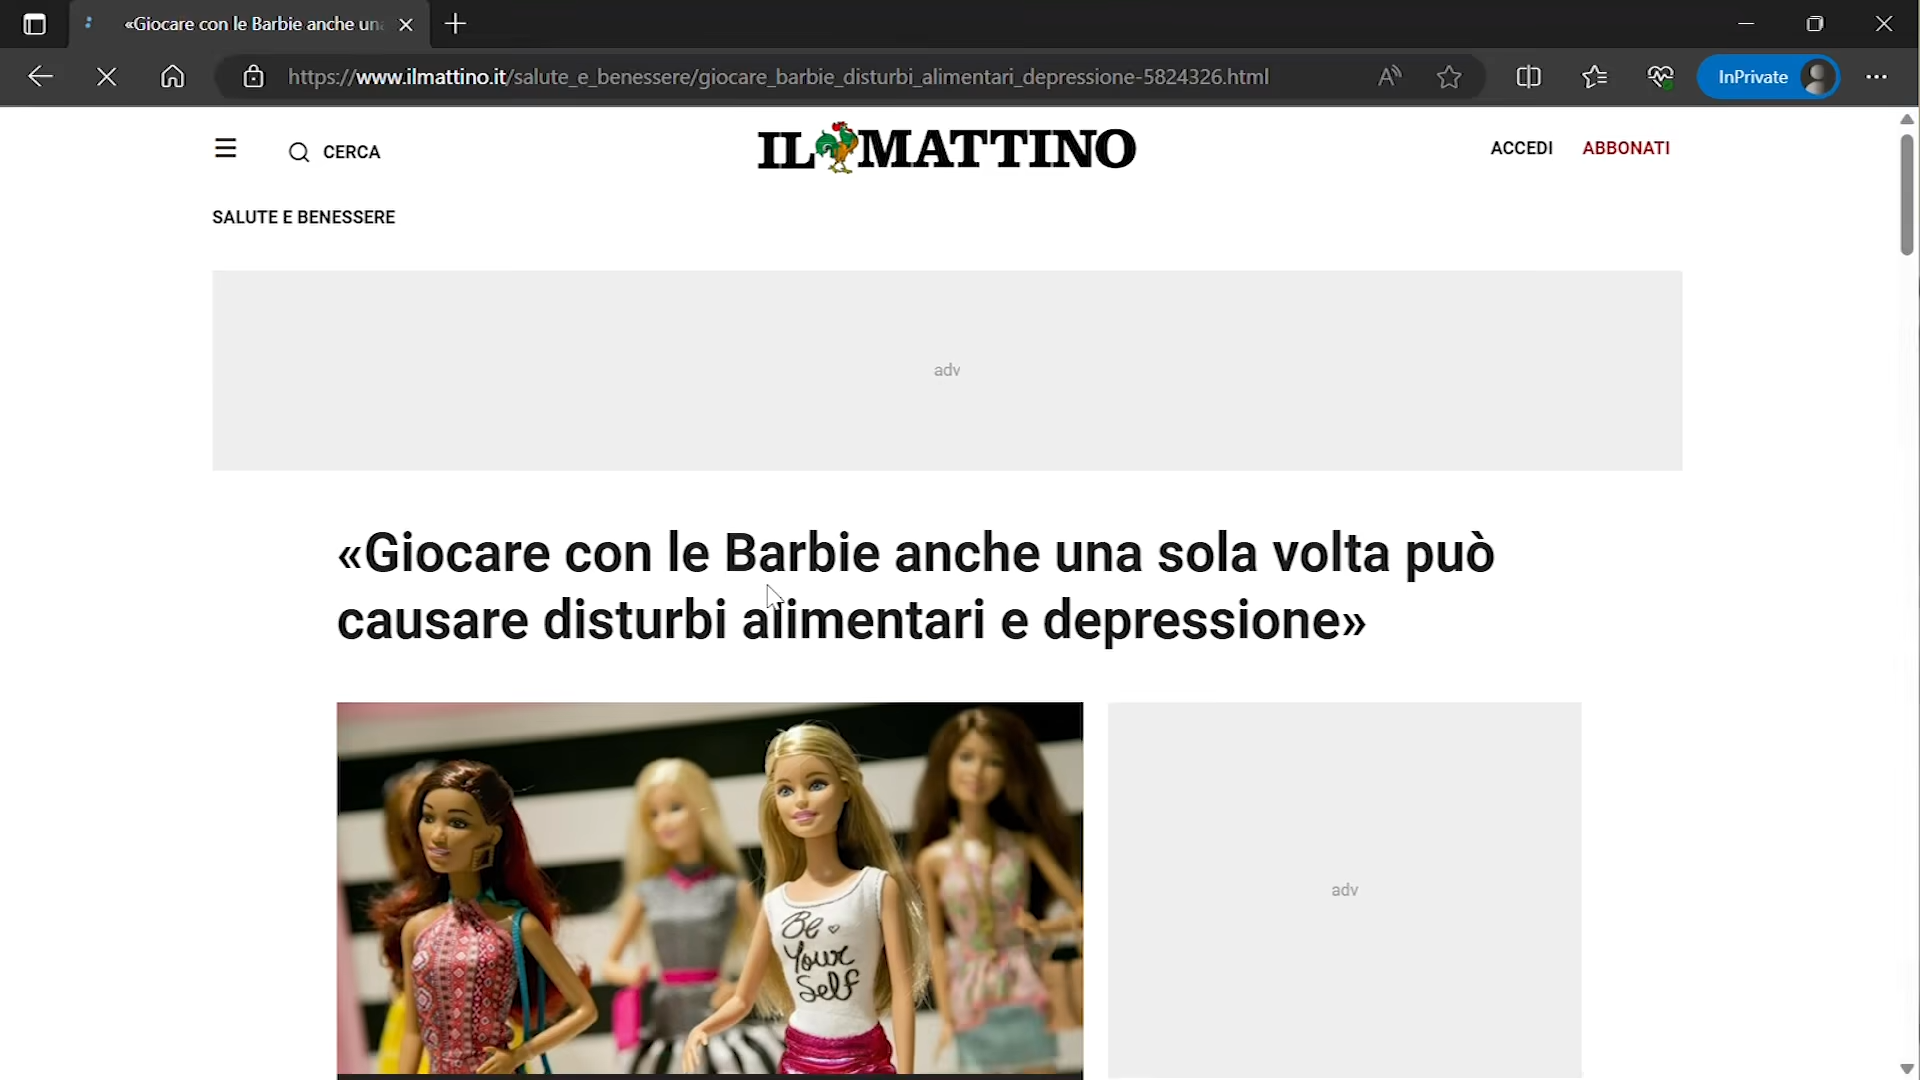 «Giocare con le Barbie anche una
https://www.ilmattino.it/salute_e_benessere/giocare_barbie_disturbi_alimentari_depressione-5824326.html
InPrivate
CERCA
IL MATTINO
ACCEDI
ABBONATI
SALUTE E BENESSERE
adv
«Giocare con le Barbie anche una sola volta può
causare disturbi alimentari e depressione»
Be
Your
Self
adv